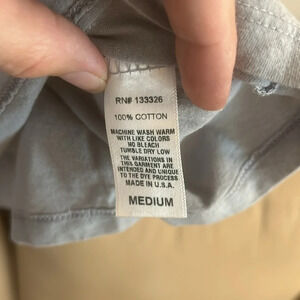 RN# 133326
100% COTTON
MACHINE WASH WARM
WITH LIKE COLORS
NO BLEACH
TUMBLE DRY LOW
THE VARIATIONS IN
THIS GARMENT ARE
INTENDED AND UNIQUE
TO THE DYE PROCESS
MADE IN U.S.A.
MEDIUM